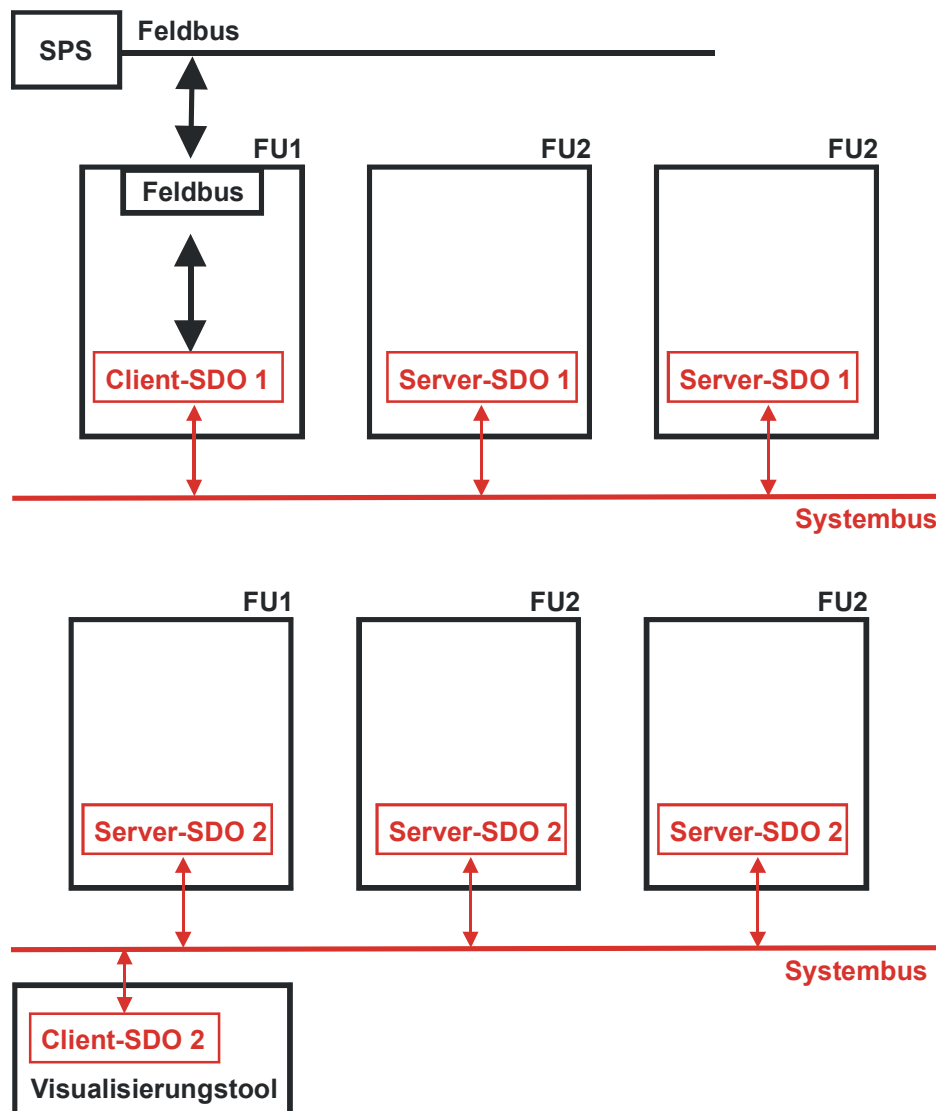 Feldbus
SPS
FU1
FU2
FU2
Feldbus
Client-SDO 1
Server-SDO 1
Server-SDO 1
Systembus
FU1
FU2
FU2
Server-SDO 2
Server-SDO 2
Server-SDO 2
Systembus
Client-SDO 2
Visualisierungstool